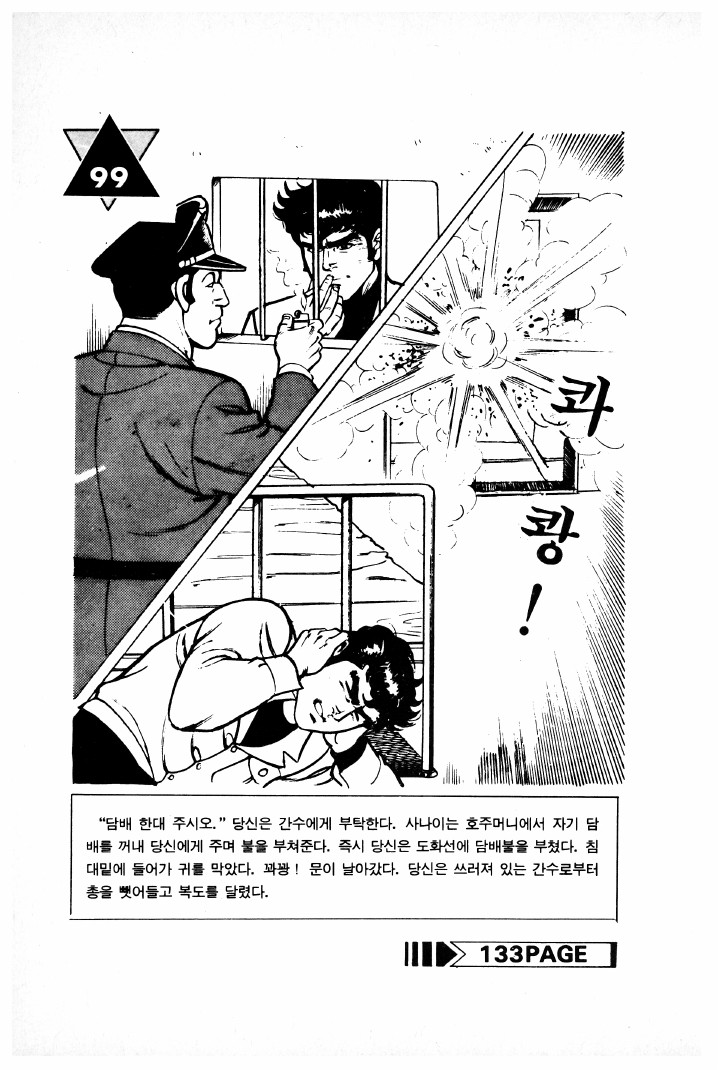 99
콰
쾅
!
"담배 한대 주시오." 당신은 간수에게 부탁한다. 사나이는 호주머니에서 자기 담
배를 꺼내 당신에게 주며 불을 부쳐준다. 즉시 당신은 도화선에 담배불을 부쳤다. 침
대밑에 들어가 귀를 막았다. 꽈꽝! 문이 날아갔다. 당신은 쓰러져 있는 간수로부터
총을 뺏어들고 복도를 달렸다.
133PAGE